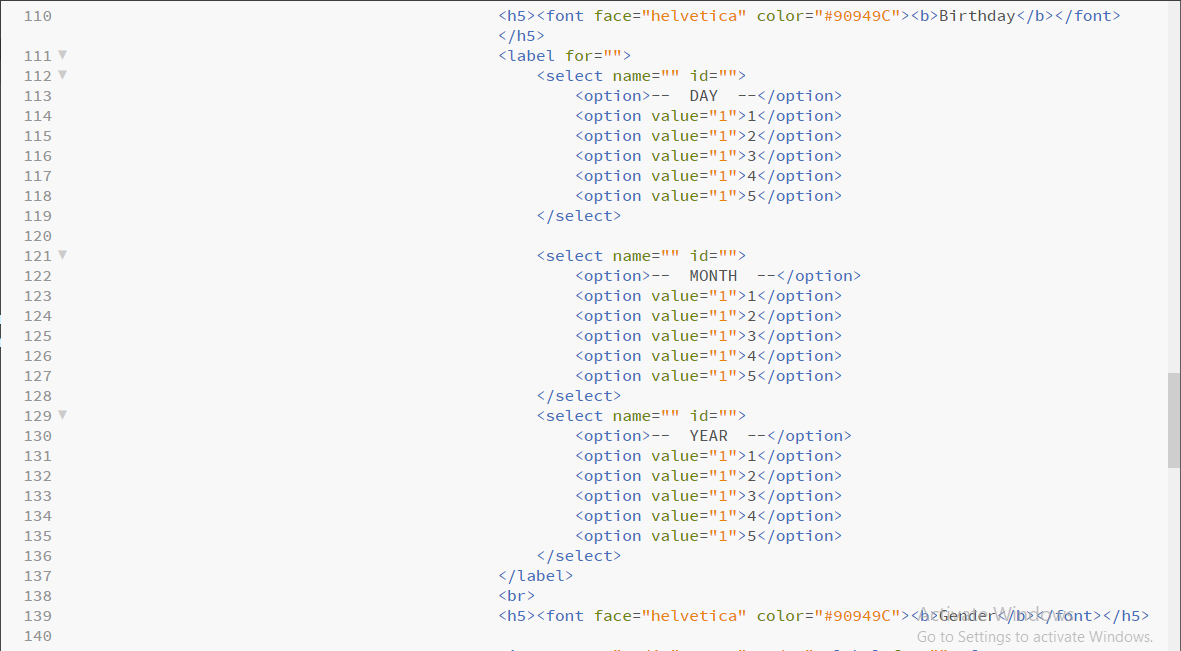 110 <h5><font face="helvetica" color="#90949C"><b>Birthday</b></font>
</h5>
111 <label for="">
112 <select name="" id="">
113 <option>--  DAY  --</option>
114 <option value="1">1</option>
115 <option value="1">2</option>
116 <option value="1">3</option>
117 <option value="1">4</option>
118 <option value="1">5</option>
119 </select>
120
121 <select name="" id="">
122 <option>--  MONTH  --</option>
123 <option value="1">1</option>
124 <option value="1">2</option>
125 <option value="1">3</option>
126 <option value="1">4</option>
127 <option value="1">5</option>
128 </select>
129 <select name="" id="">
130 <option>--  YEAR  --</option>
131 <option value="1">1</option>
132 <option value="1">2</option>
133 <option value="1">3</option>
134 <option value="1">4</option>
135 <option value="1">5</option>
136 </select>
137 </label>
138 <br>
139 <h5><font face="helvetica" color="#90949C"><b>Gender</b></font></h5>
Activate Windows
140
Go to Settings to activate Windows.